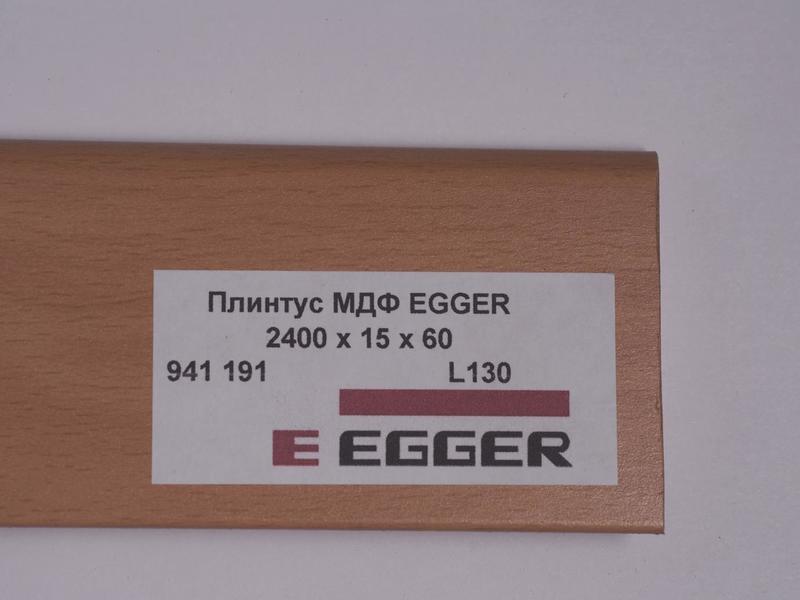 Плинтус МДФ EGGER
2400 х 15 х 60
941 191 L130
E EGGER